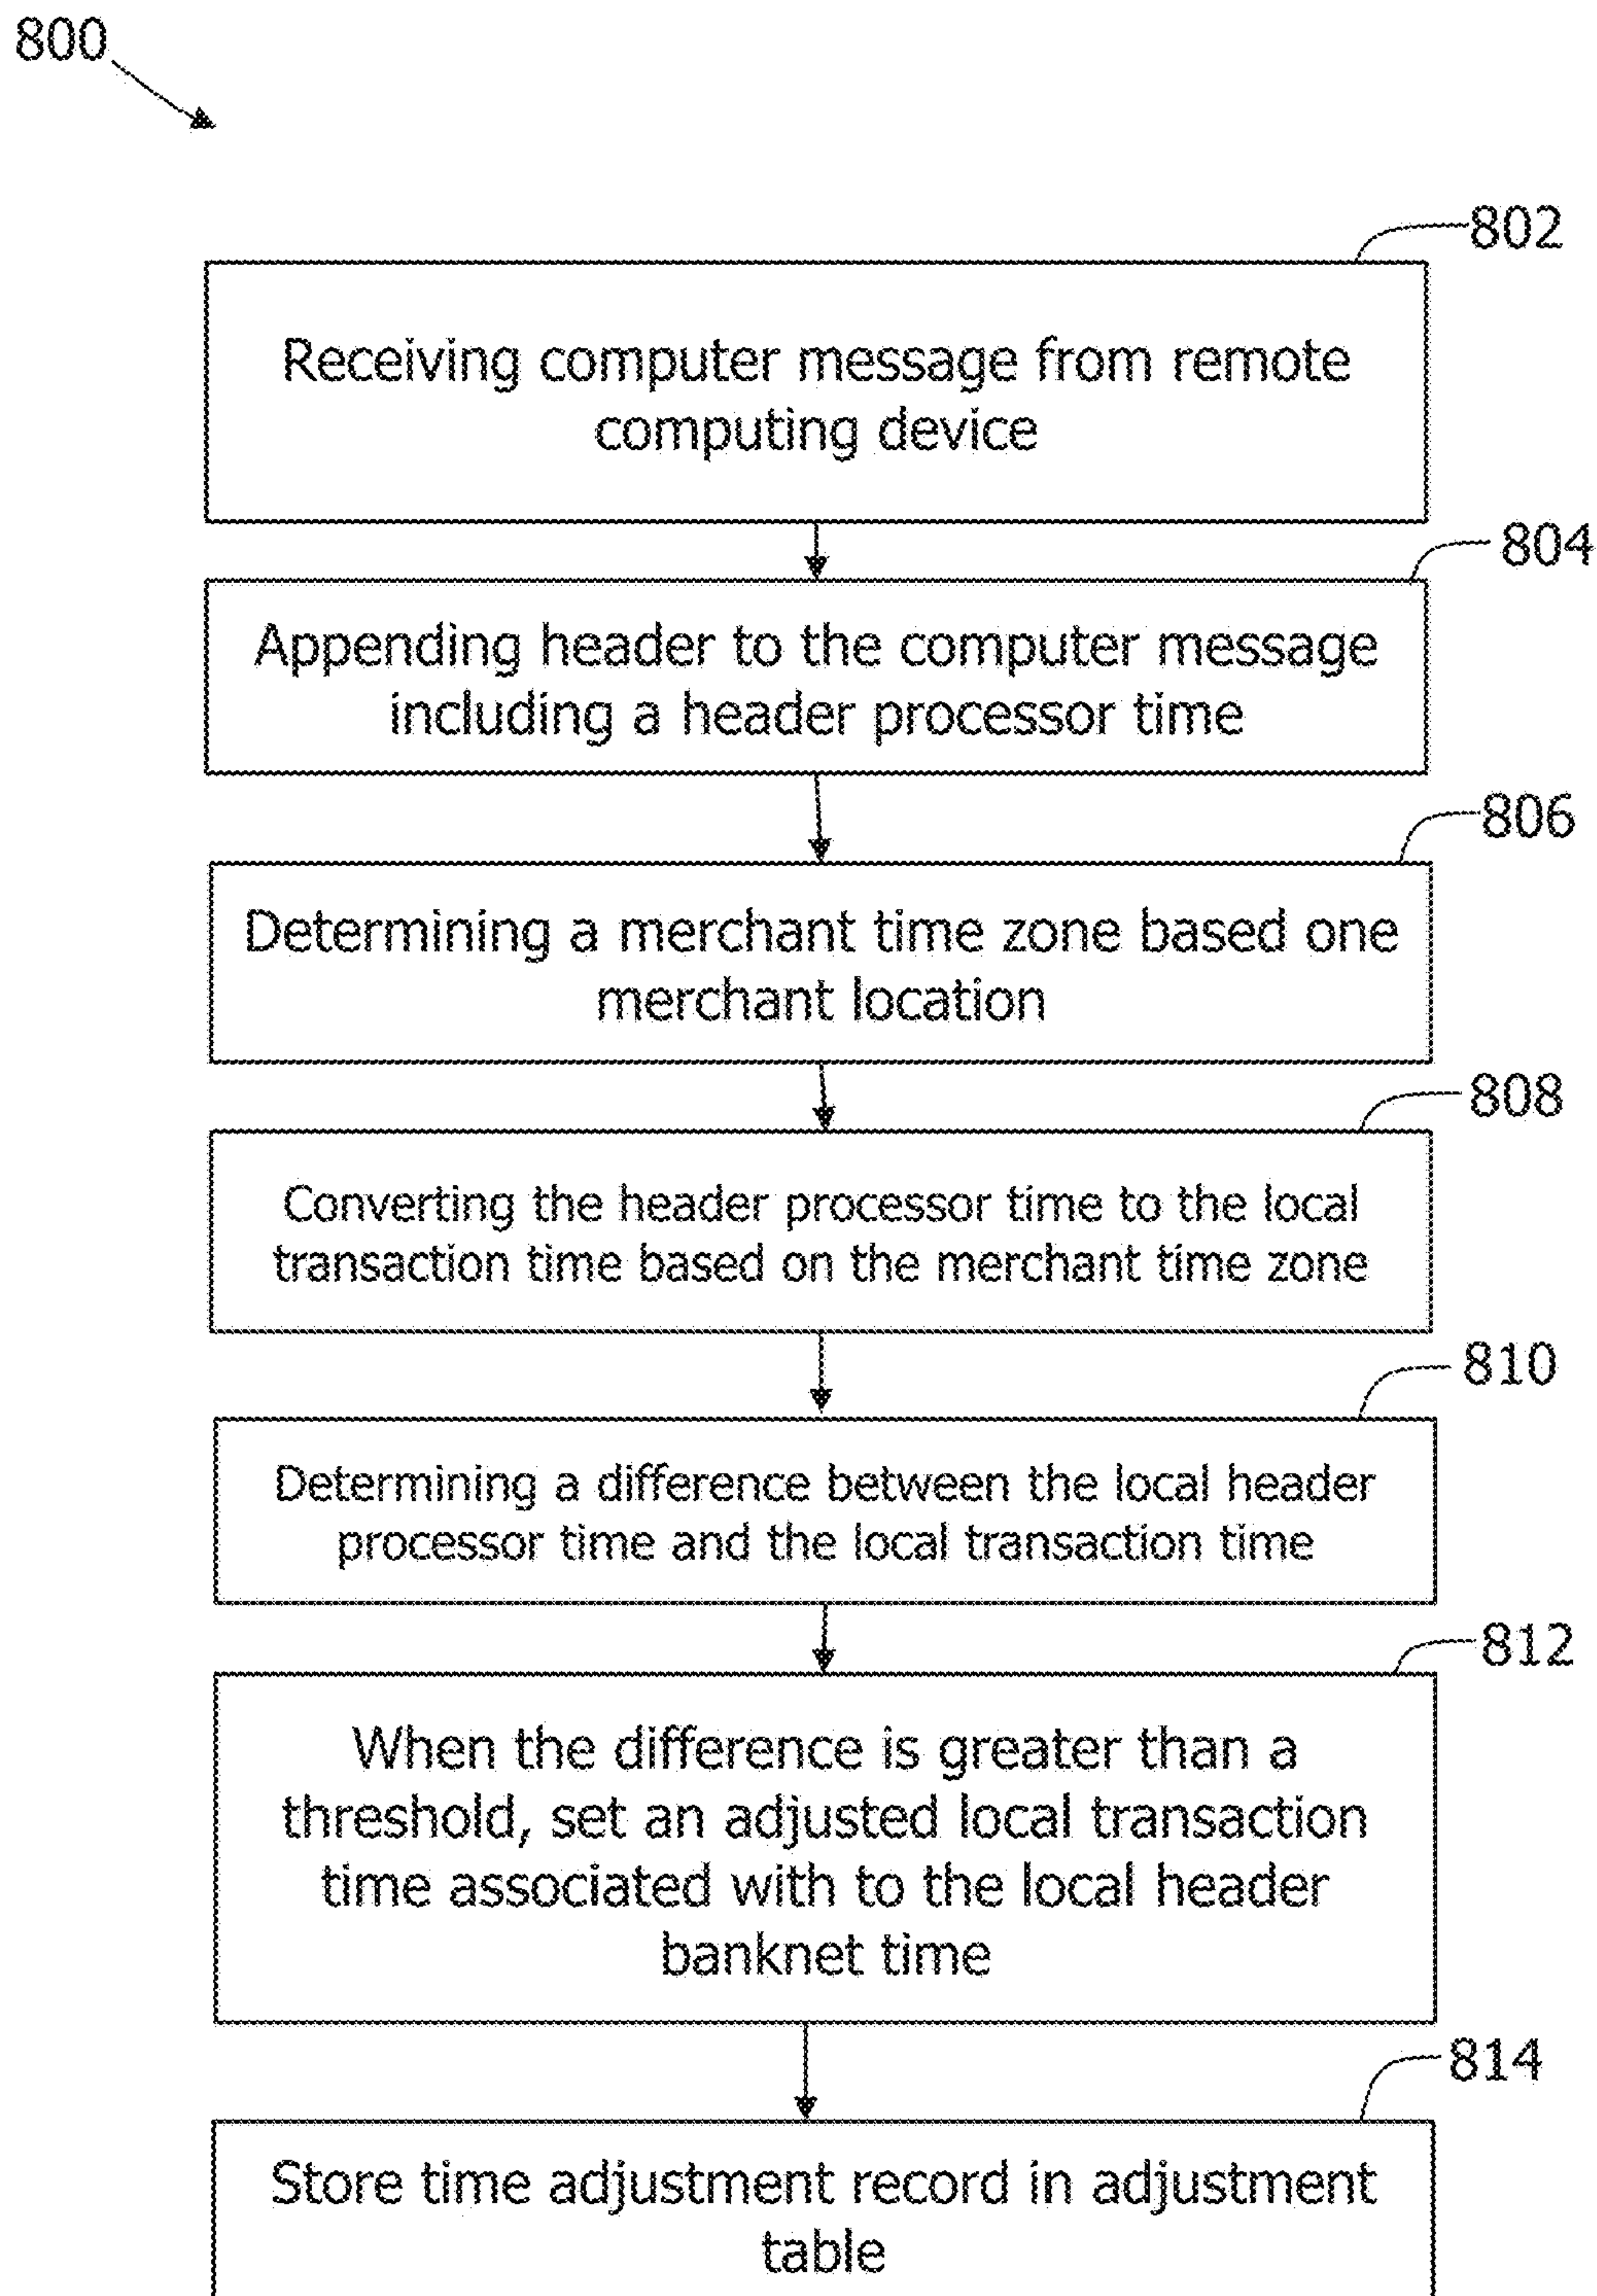 800
802
Receiving computer message from remote
computing device
804
Appending header to the computer message
including a header processor time
806
Determining a merchant time zone based one
merchant location
808
Converting the header processor time to the local
transaction time based on the merchant time zone
810
Determining a difference between the local header
processor time and the local transaction time
812
When the difference is greater than a
threshold, set an adjusted local transaction
time associated with to the local header
banknet time
814
Store time adjustment record in adjustment
table